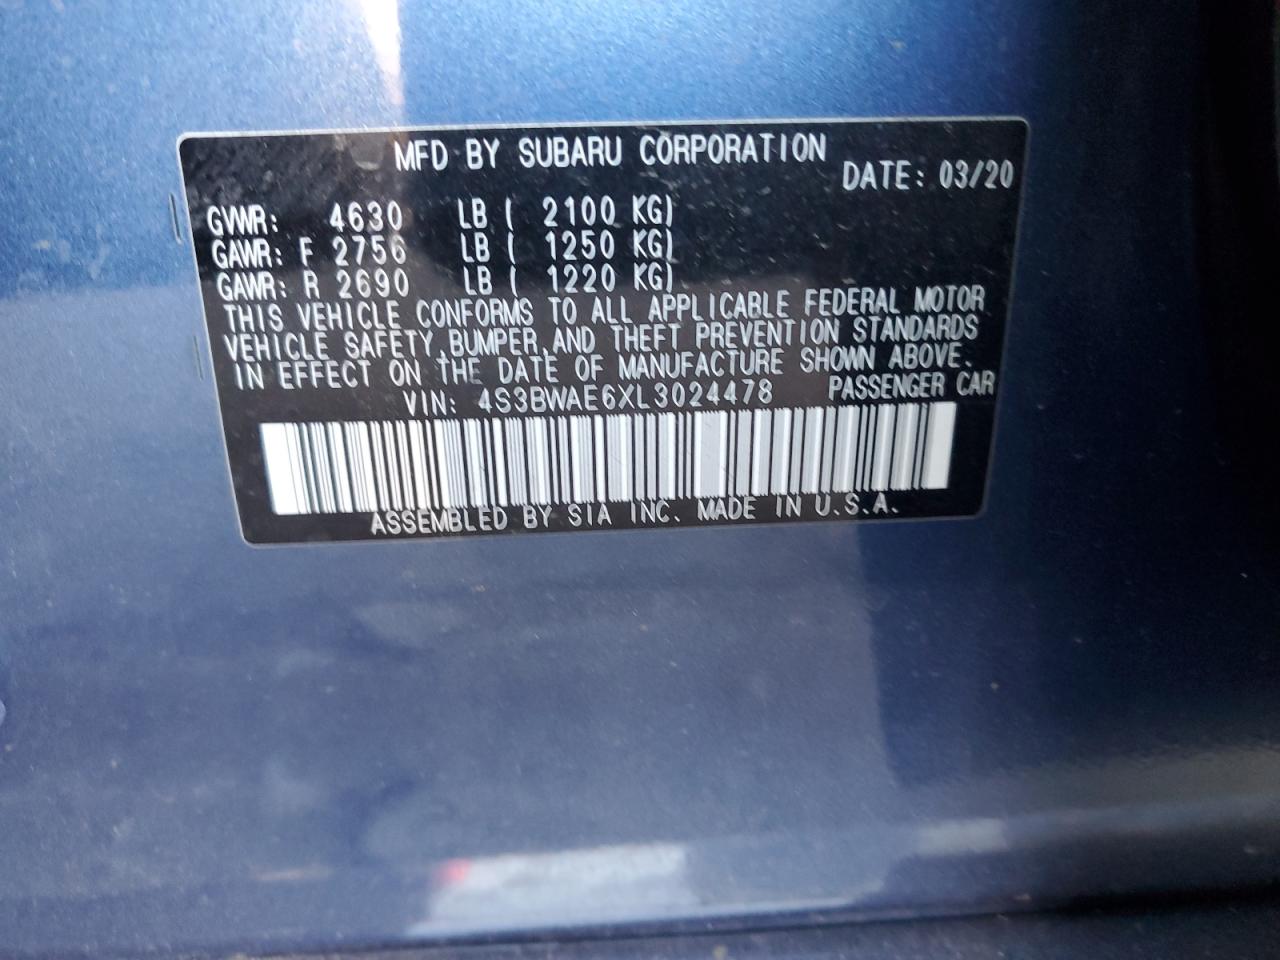 MFD BY SUBARU CORPORATION
DATE: 03/20
GVWR: 4630 LB ( 2100 KG)
GAWR: F 2756 LB ( 1250 KG)
GAWR: R 2690 LB ( 1220 KG)
THIS VEHICLE CONFORMS TO ALL APPLICABLE FEDERAL MOTOR
VEHICLE SAFETY, BUMPER, AND THEFT PREVENTION STANDARDS
IN EFFECT ON THE DATE OF MANUFACTURE SHOWN ABOVE.
VIN: 4S3BWAE6XL3024478 PASSENGER CAR
ASSEMBLED BY SIA INC. MADE IN U.S.A.